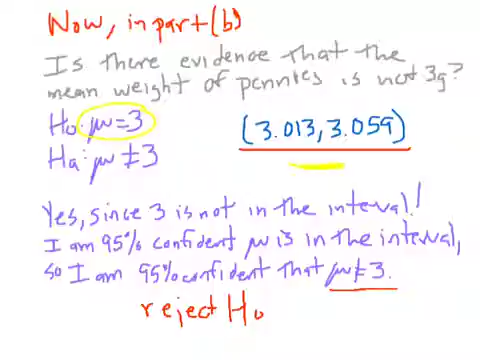 Now, in part (b)
Is there evidence that the
mean weight of pennies is not 3g?
Ho: μ=3
(3.013, 3.059)
Ha: μ≠3
Yes, since 3 is not in the interval!
I am 95% confident μ is in the interval,
so I am 95% confident that μ≠3.
reject Ho